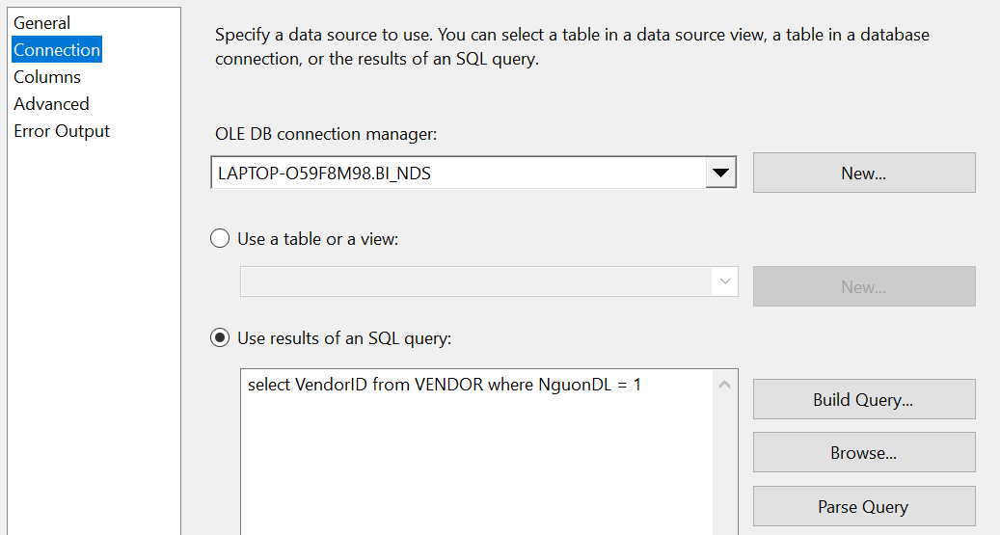 General
Connection
Columns
Advanced
Error Output
Specify a data source to use. You can select a table in a data source view, a table in a database
connection, or the results of an SQL query.
OLE DB connection manager:
LAPTOP-O59F8M98.BI_NDS
New...
Use a table or a view:
New...
Use results of an SQL query:
select VendorID from VENDOR where NguonDL = 1
Build Query...
Browse...
Parse Query